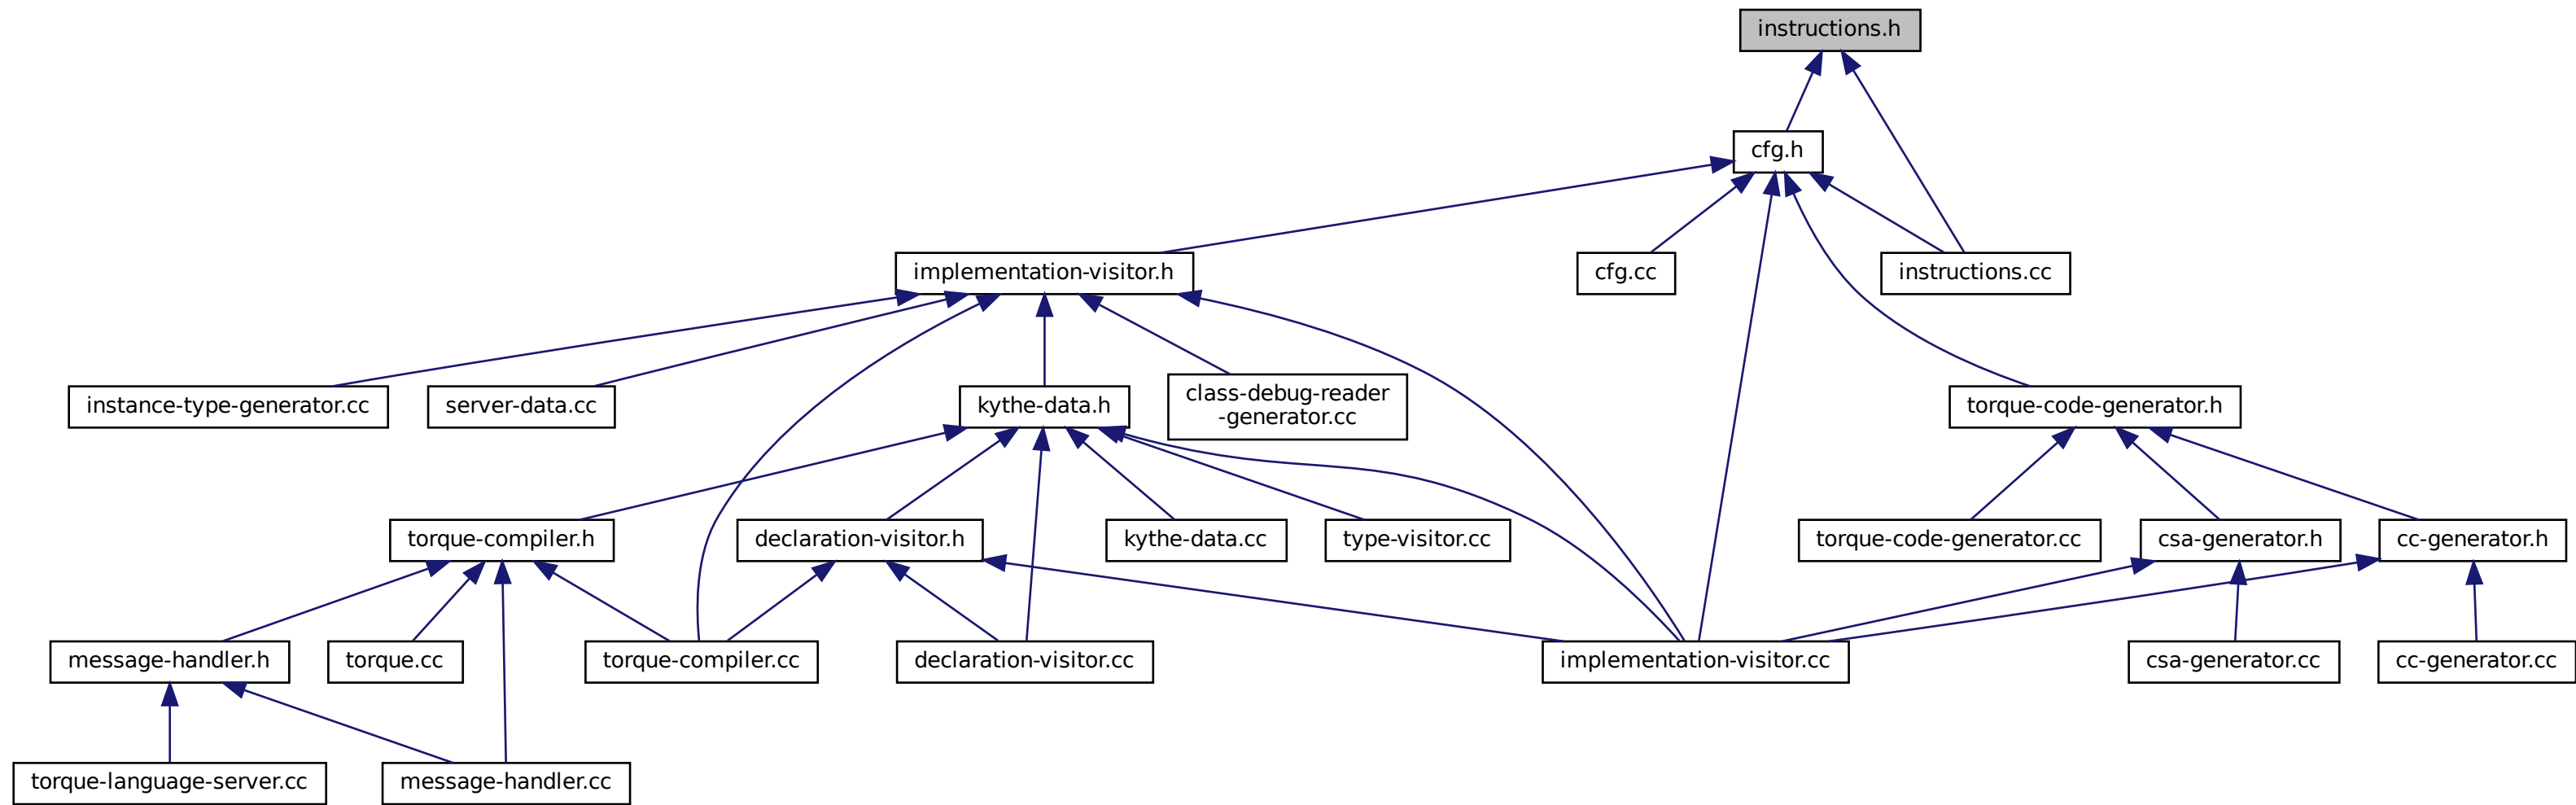 instructions.h
cfg.h
implementation-visitor.h
cfg.cc
instructions.cc
instance-type-generator.cc
server-data.cc
kythe-data.h
class-debug-reader
-generator.cc
torque-code-generator.h
torque-compiler.h
declaration-visitor.h
kythe-data.cc
type-visitor.cc
torque-code-generator.cc
csa-generator.h
cc-generator.h
message-handler.h
torque.cc
torque-compiler.cc
declaration-visitor.cc
implementation-visitor.cc
csa-generator.cc
cc-generator.cc
torque-language-server.cc
message-handler.cc